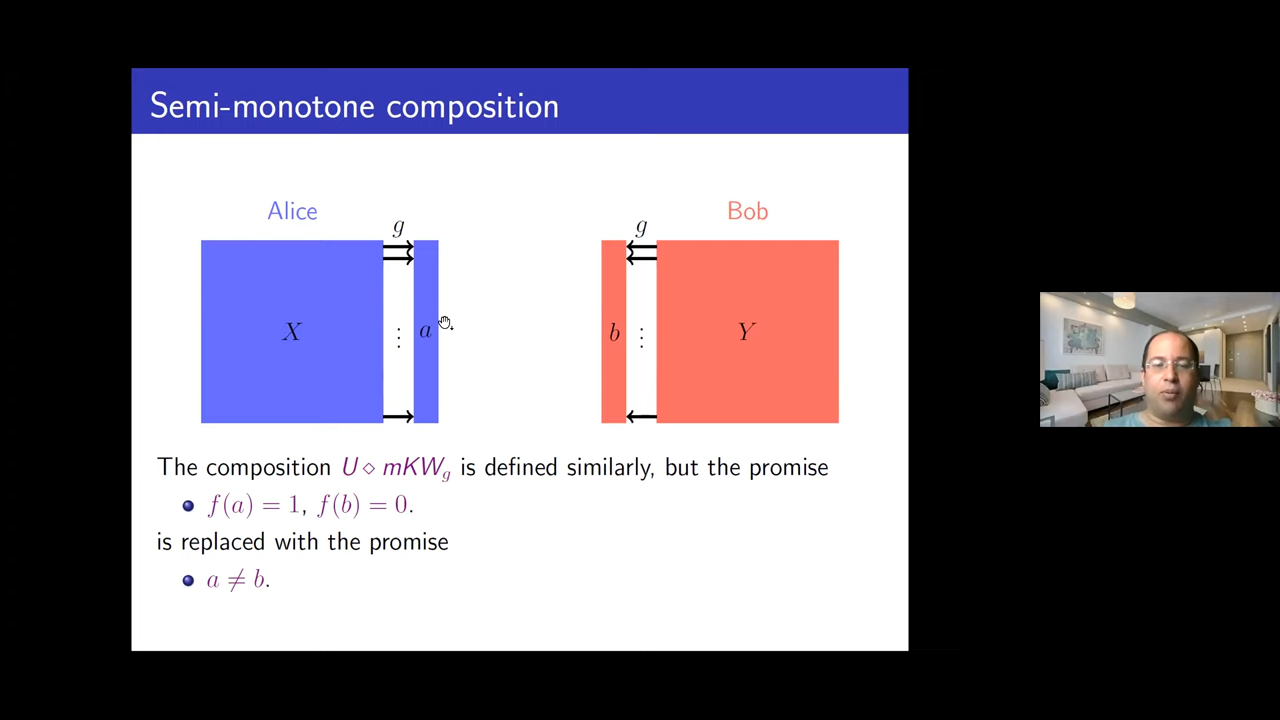 Semi-monotone composition
Alice
Bob
g
g
X
⋮
a
b
⋮
Y
The composition U ⋄ mKW_g is defined similarly, but the promise
f(a) = 1, f(b) = 0.
is replaced with the promise
a ≠ b.